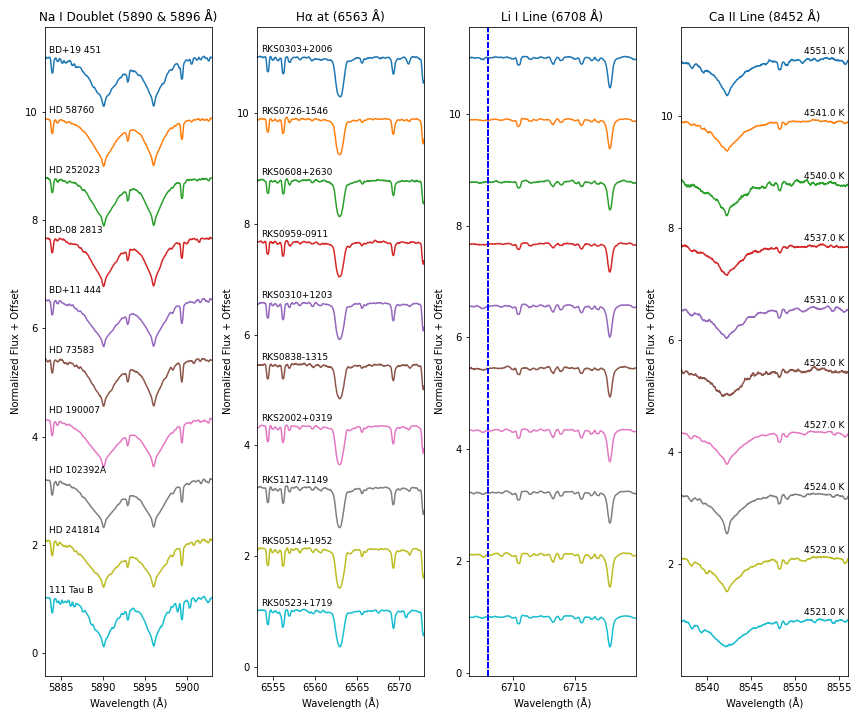 Na I Doublet (5890 & 5896 Å)
Hα at (6563 Å)
Li I Line (6708 Å)
Ca II Line (8452 Å)
BD+19 451
HD 58760
HD 252023
BD-08 2813
BD+11 444
HD 73583
HD 190007
HD 102392A
HD 241814
111 Tau B
RKS0303+2006
RKS0726-1546
RKS0608+2630
RKS0959-0911
RKS0310+1203
RKS0838-1315
RKS2002+0319
RKS1147-1149
RKS0514+1952
RKS0523+1719
4551.0 K
4541.0 K
4540.0 K
4537.0 K
4531.0 K
4529.0 K
4527.0 K
4524.0 K
4523.0 K
4521.0 K
Normalized Flux + Offset
10
8
6
4
2
0
5885 5890 5895 5900
Wavelength (Å)
Normalized Flux + Offset
10
8
6
4
2
0
6555 6560 6565 6570
Wavelength (Å)
Normalized Flux + Offset
10
8
6
4
2
0
6710 6715
Wavelength (Å)
Normalized Flux + Offset
10
8
6
4
2
8540 8545 8550 8555
Wavelength (Å)